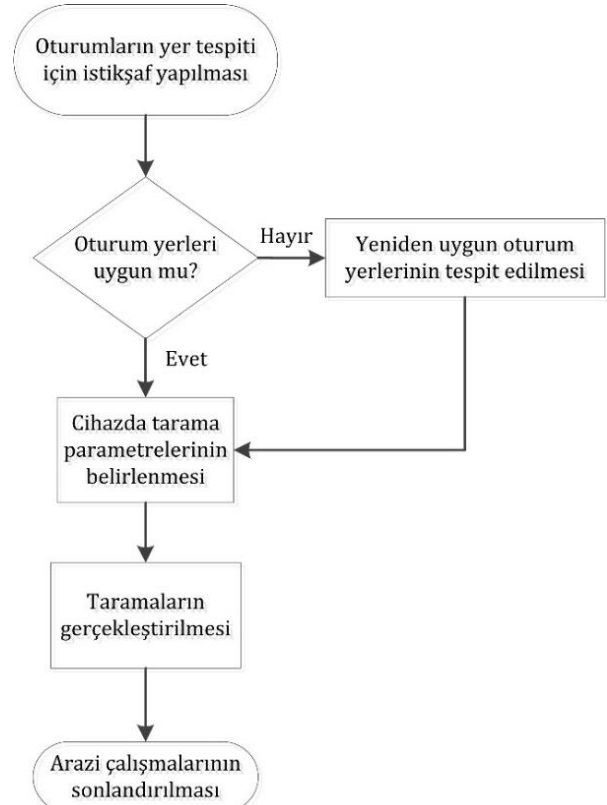 Oturumların yer tespiti
için istikşaf yapılması
Oturum yerleri
uygun mu?
Hayır
Yeniden uygun oturum
yerlerinin tespit edilmesi
Evet
Cihazda tarama
parametrelerinin
belirlenmesi
Taramaların
gerçekleştirilmesi
Arazi çalışmalarının
sonlandırılması